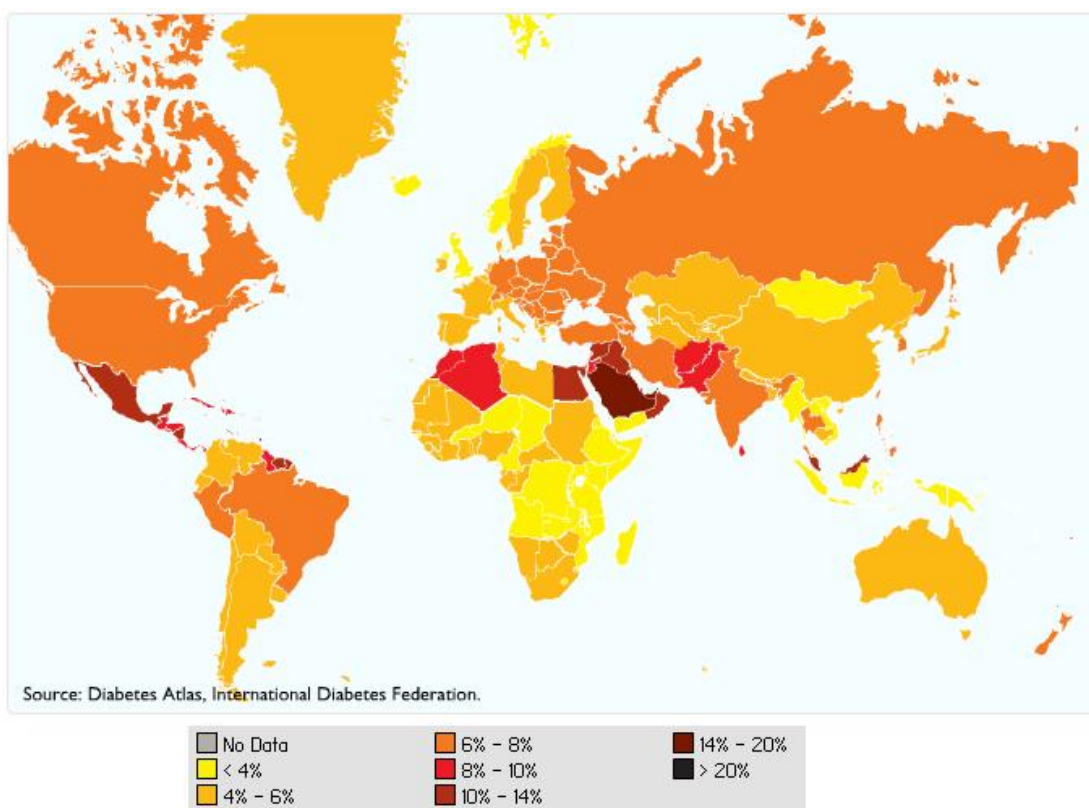 Source: Diabetes Atlas, International Diabetes Federation.
No Data
< 4%
4% - 6%
6% - 8%
8% - 10%
10% - 14%
14% - 20%
> 20%